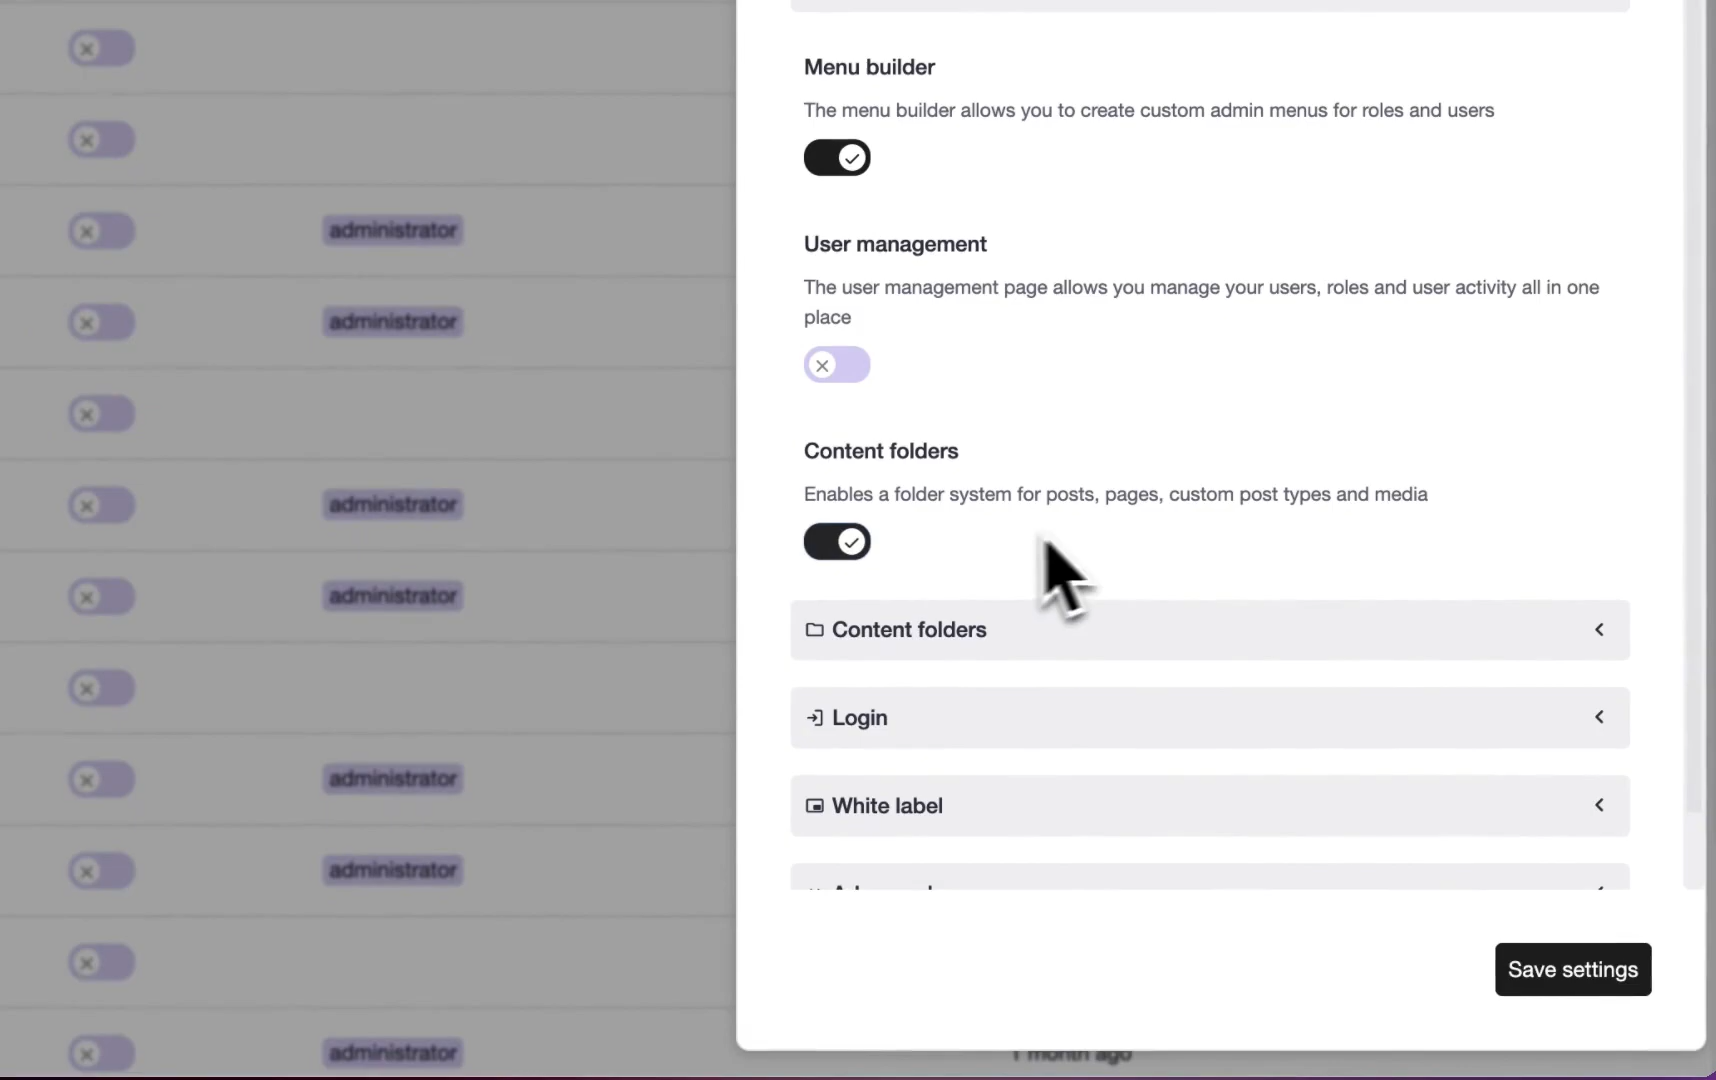 Menu builder
The menu builder allows you to create custom admin menus for roles and users
administrator
User management
The user management page allows you manage your users, roles and user activity all in one
place
administrator
Content folders
Enables a folder system for posts, pages, custom post types and media
administrator
administrator
Content folders
Login
administrator
White label
administrator
Save settings
administrator
1 month ago